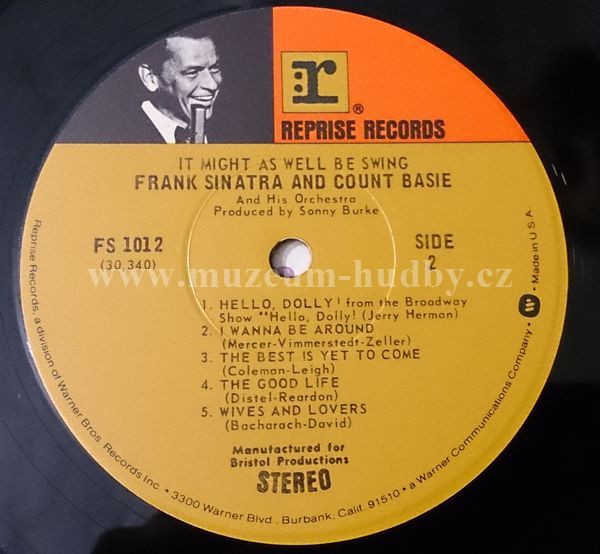 r
®
REPRISE RECORDS
IT MIGHT AS WELL BE SWING
FRANK SINATRA AND COUNT BASIE
And His Orchestra
Produced by Sonny Burke
FS 1012
(30,340)
SIDE
2
www.muzeum-hudby.cz
1. HELLO, DOLLY' from the Broadway
Show "Hello, Dolly! (Jerry Herman)
2. I WANNA BE AROUND
(Mercer-Vimmerstedt-Zeller)
3. THE BEST IS YET TO COME
(Coleman-Leigh)
4. THE GOOD LIFE
(Distel-Reardon)
5. WIVES AND LOVERS
(Bacharach-David)
Manufactured for
Bristol Productions
STEREO
Reprise Records, a division of Warner Bros. Records Inc. • 3300 Warner Blvd., Burbank, Calif. 91510 • a Warner Communications Company • W • Made in U.S.A.